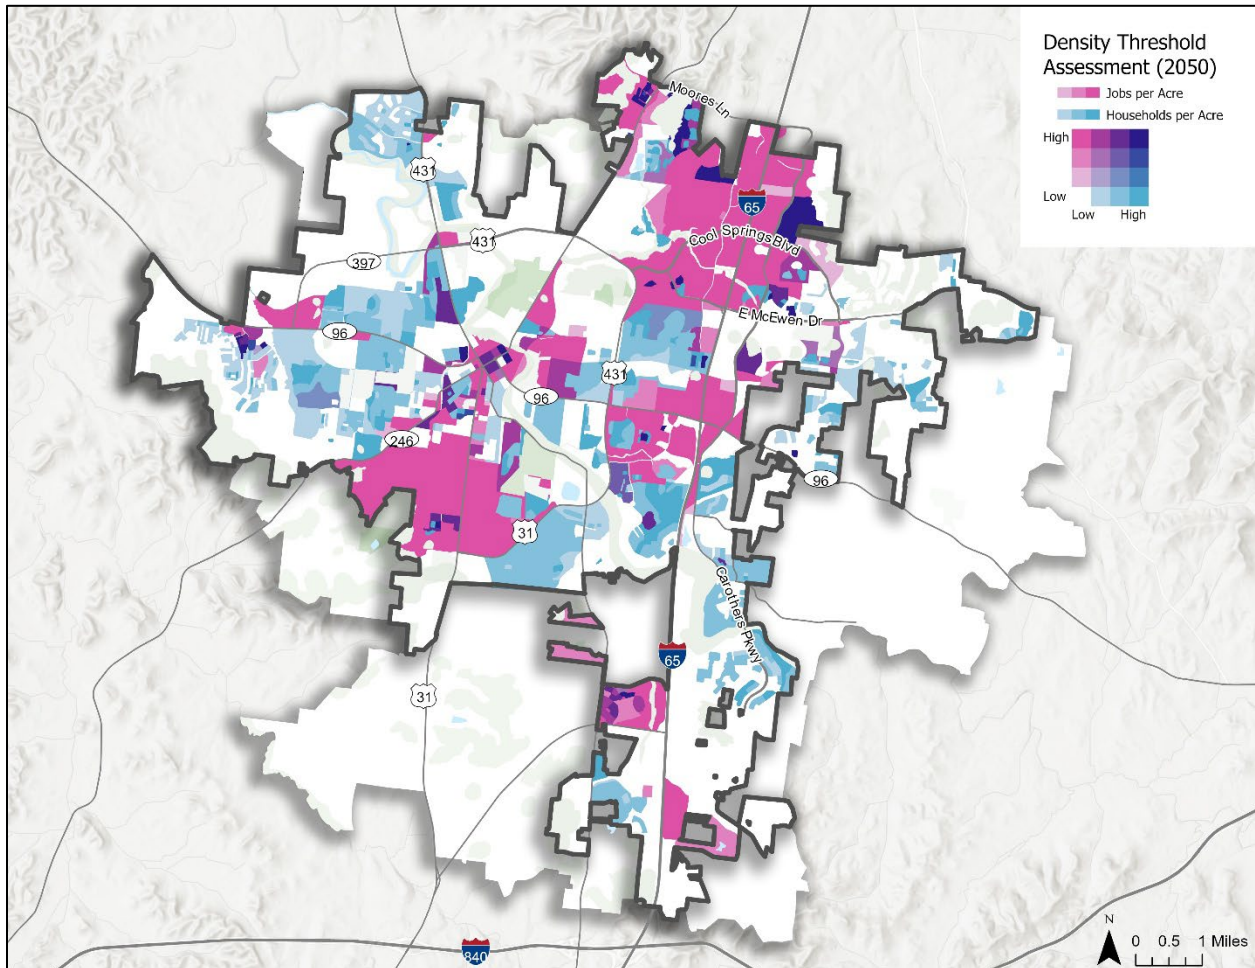 Density Threshold
Assessment (2050)
Jobs per Acre
Households per Acre
High
Low
Low High
Moores Ln
431
65
431
Cool Springs Blvd
397
E McEwen Dr
96
431
96
246
96
31
Carothers Pkwy
65
31
N
0 0.5 1 Miles
840